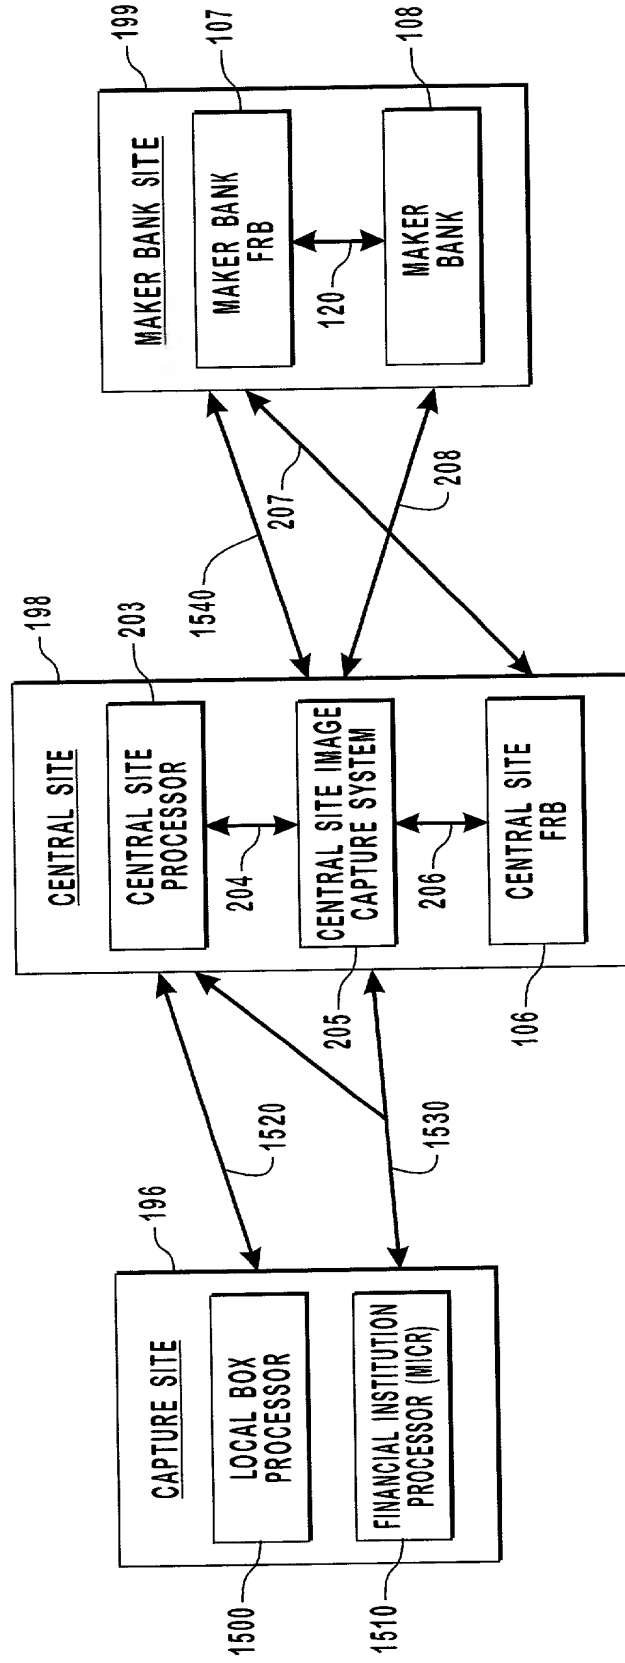 CAPTURE SITE
196
LOCAL BOX
PROCESSOR
1500
FINANCIAL INSTITUTION
PROCESSOR (MICR)
1510
1520
1530
CENTRAL SITE
198
CENTRAL SITE
PROCESSOR
203
204
CENTRAL SITE IMAGE
CAPTURE SYSTEM
205
206
CENTRAL SITE
FRB
106
1540
207
208
MAKER BANK SITE
199
MAKER BANK
FRB
107
120
MAKER
BANK
108